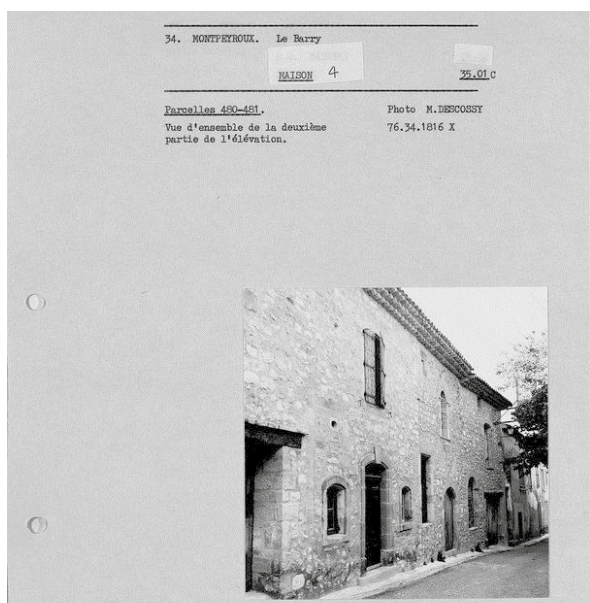 34. MONTPEYROUX. Le Barry
MAISON 4
35.01 C
Parcelles 480-481.
Photo M.DESCOSSY
Vue d'ensemble de la deuxième
76.34.1816 X
partie de l'élévation.